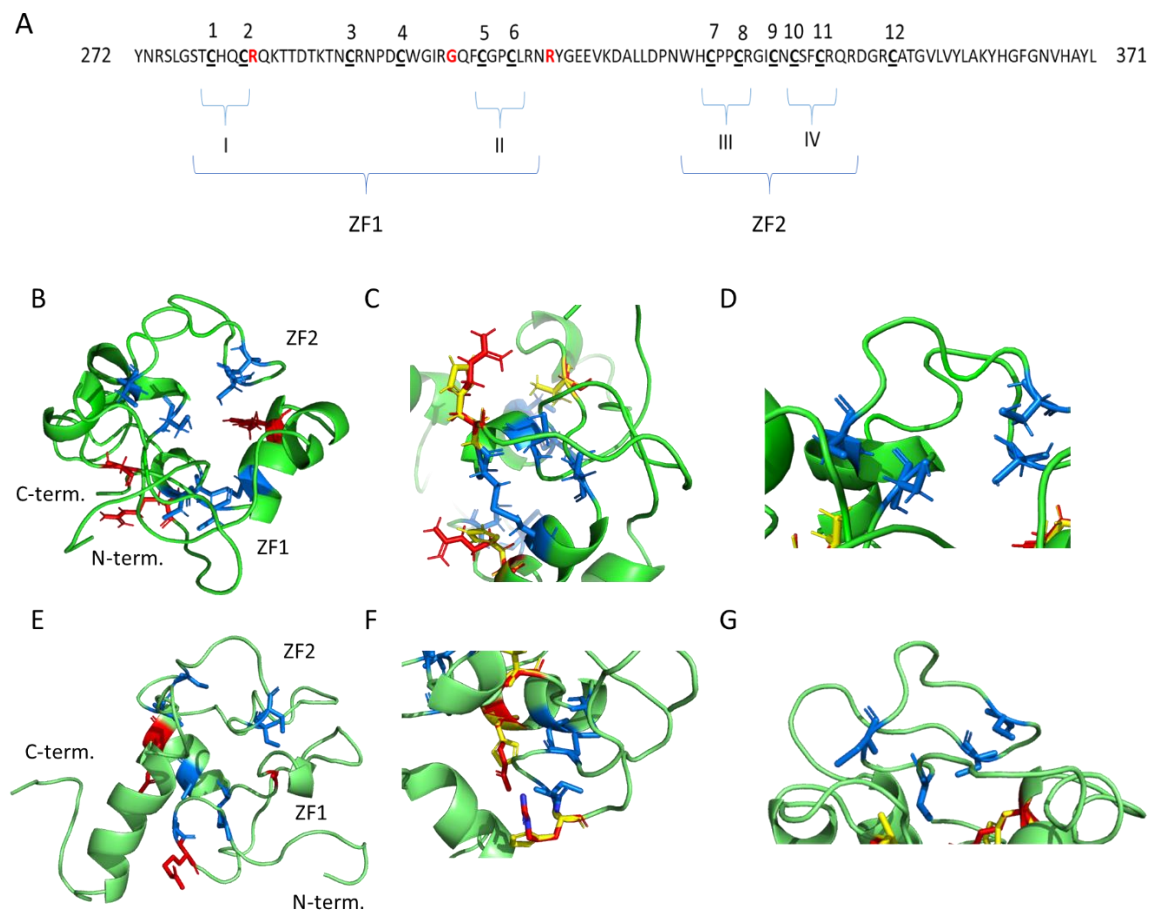 A
1 2 3 4 5 6 7 8 9 10 11 12
272 YNRSLGSTCHQCRQKTTDTKTNCRNPDCWGIRGQFCGPCLRNRYGEEVKDALLDPNWHCPPCRGICNCSFCRQRDGRCATGVLVYLAKYHGFGNVHAYL 371
I II III IV
ZF1 ZF2
B C D
ZF2
C-term.
N-term.
ZF1
E F G
ZF2
C-term.
ZF1
N-term.